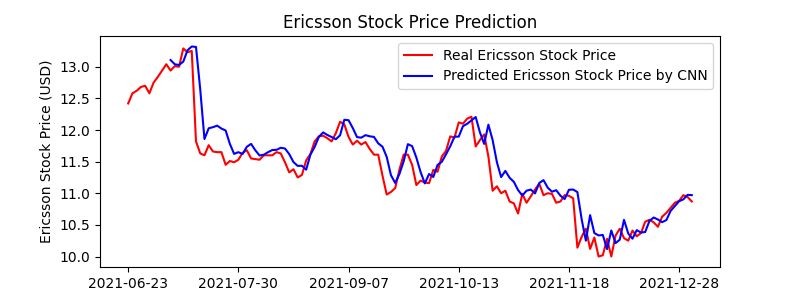 Ericsson Stock Price Prediction
Real Ericsson Stock Price
Predicted Ericsson Stock Price by CNN
Ericsson Stock Price (USD)
13.0
12.5
12.0
11.5
11.0
10.5
10.0
2021-06-23 2021-07-30 2021-09-07 2021-10-13 2021-11-18 2021-12-28